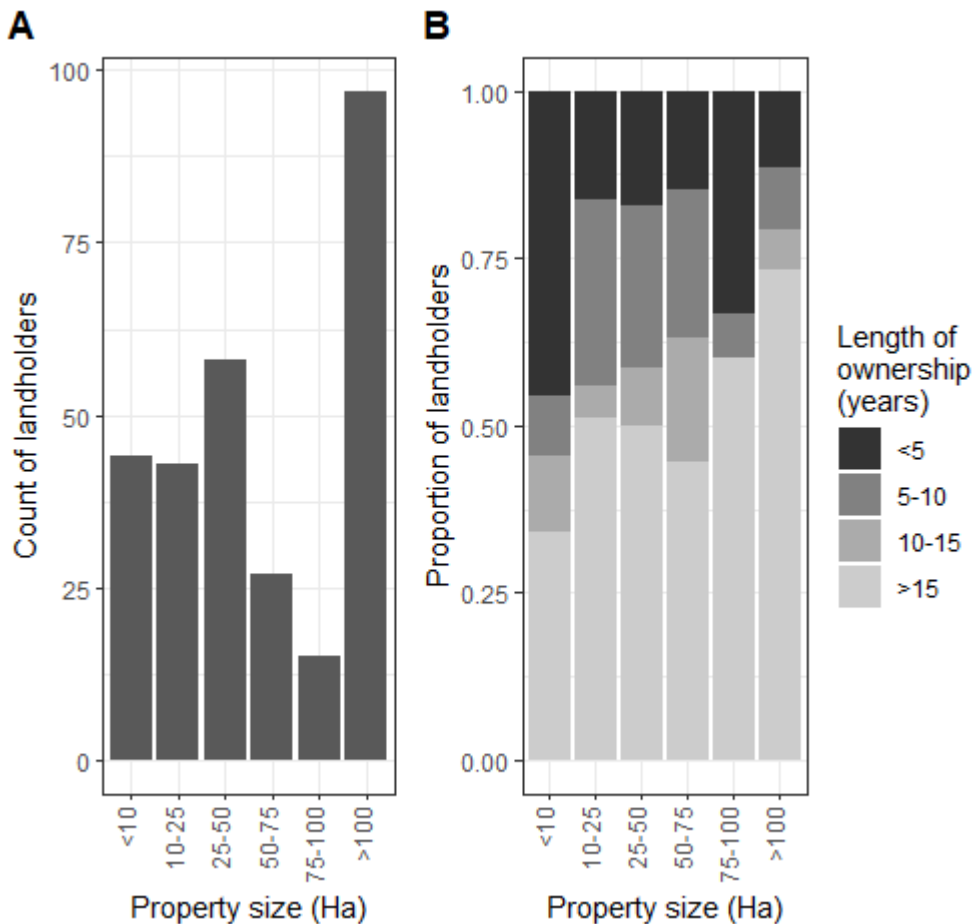 A
Count of landholders
100
75
50
25
0
<10
10-25
25-50
50-75
75-100
>100
Property size (Ha)
B
Proportion of landholders
1.00
0.75
0.50
0.25
0.00
<10
10-25
25-50
50-75
75-100
>100
Property size (Ha)
Length of
ownership
(years)
<5
5-10
10-15
>15